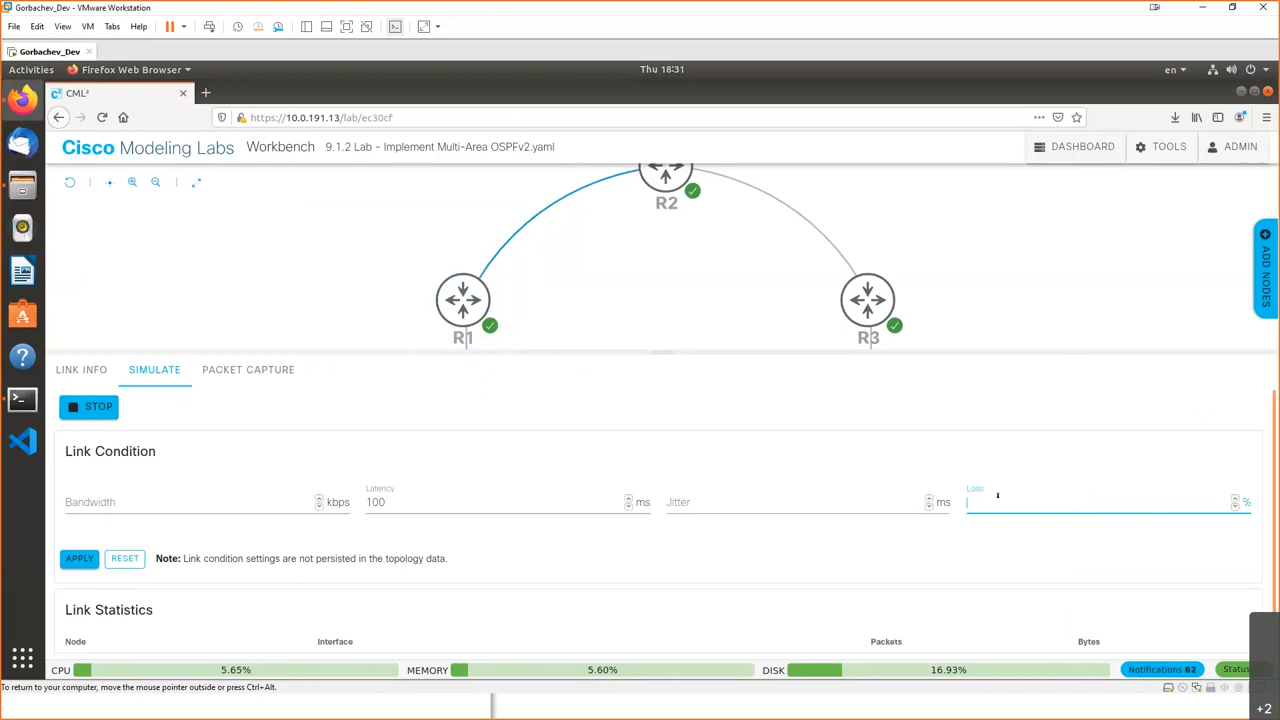 Gorbachev_Dev - VMware Workstation
File Edit View VM Tabs Help
Gorbachev_Dev
Activities Firefox Web Browser Thu 18:31 en
CML²
https://10.0.191.13/lab/ec30cf
Cisco Modeling Labs Workbench 9.1.2 Lab - Implement Multi-Area OSPFv2.yaml DASHBOARD TOOLS ADMIN
R2
ADD NODES
R1 R3
LINK INFO SIMULATE PACKET CAPTURE
STOP
Link Condition
Latency Loss
Bandwidth kbps 100 ms Jitter ms %
APPLY RESET Note: Link condition settings are not persisted in the topology data.
Link Statistics
Node Interface Packets Bytes
CPU 5.65% MEMORY 5.60% DISK 16.93% Notifications 62 Status
To return to your computer, move the mouse pointer outside or press Ctrl+Alt.
+2